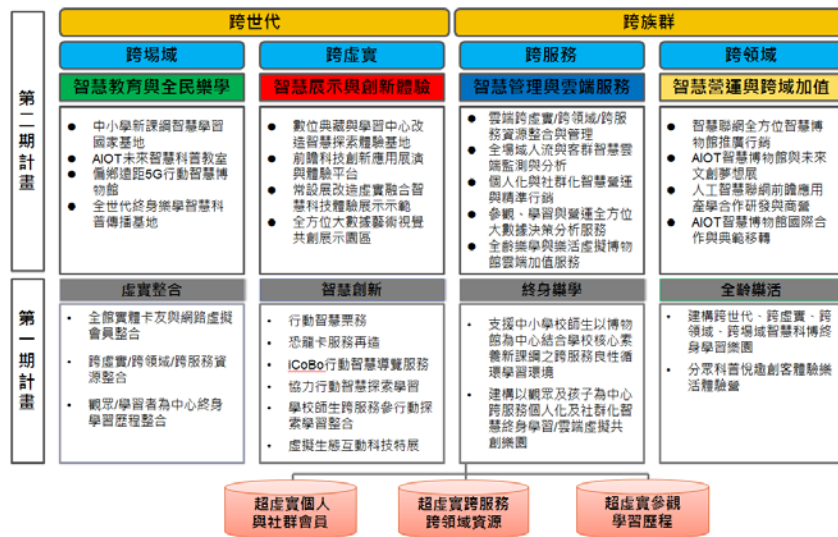 跨世代
跨族群
跨場域
跨虛實
跨服務
跨領域
第二期計畫
智慧教育與全民樂學
● 中小學新課綱智慧學習
國家基地
● AIOT未來智慧科普教室
● 偏鄉遠距5G行動智慧博
物館
● 全世代終身樂學智慧科
普傳播基地
智慧展示與創新體驗
● 數位典藏與學習中心改
造智慧探索體驗基地
● 前瞻科技創新應用展演
與體驗平台
● 常設展改造虛實融合智
慧科技體驗展示示範
● 全方位大數據藝術視覺
共創展示園區
智慧管理與雲端服務
● 雲端跨虛實/跨領域/跨服
務資源整合與管理
● 全場域人流與客群智慧雲
端監測與分析
● 個人化與社群化智慧營運
與精準行銷
● 參觀、學習與營運全方位
大數據決策分析服務
● 全齡樂學與樂活虛擬博物
館雲端加值服務
智慧營運與跨域加值
● 智慧聯網全方位智慧博
物館推廣行銷
● AIOT智慧博物館與未來
文創夢想展
● 人工智慧聯網前瞻應用
產學合作研發與商營
● AIOT智慧博物館國際合
作與典範移轉
第一期計畫
虛實整合
• 全館實體卡友與網路虛擬
會員整合
• 跨虛實/跨領域/跨服務資
源整合
• 觀眾/學習者為中心終身
學習歷程整合
智慧創新
• 行動智慧票務
• 恐龍卡服務再造
• iCoBo行動智慧導覽服務
• 協力行動智慧探索學習
• 學校師生跨服務參行動探
索學習整合
• 虛擬生態互動科技特展
終身樂學
• 支援中小學校師生以博物
館為中心結合學校核心素
養新課綱之跨服務良性循
環學習環境
• 建構以觀眾及孩子為中心
跨服務個人化及社群化智
慧終身學習/雲端虛擬共
創樂園
全齡樂活
• 建構跨世代、跨虛實、跨
領域、跨場域智慧科博終
身學習樂園
• 分眾科普悅趣創客體驗樂
活體驗營
超虛實個人
與社群會員
超虛實跨服務
跨領域資源
超虛實參觀
學習歷程